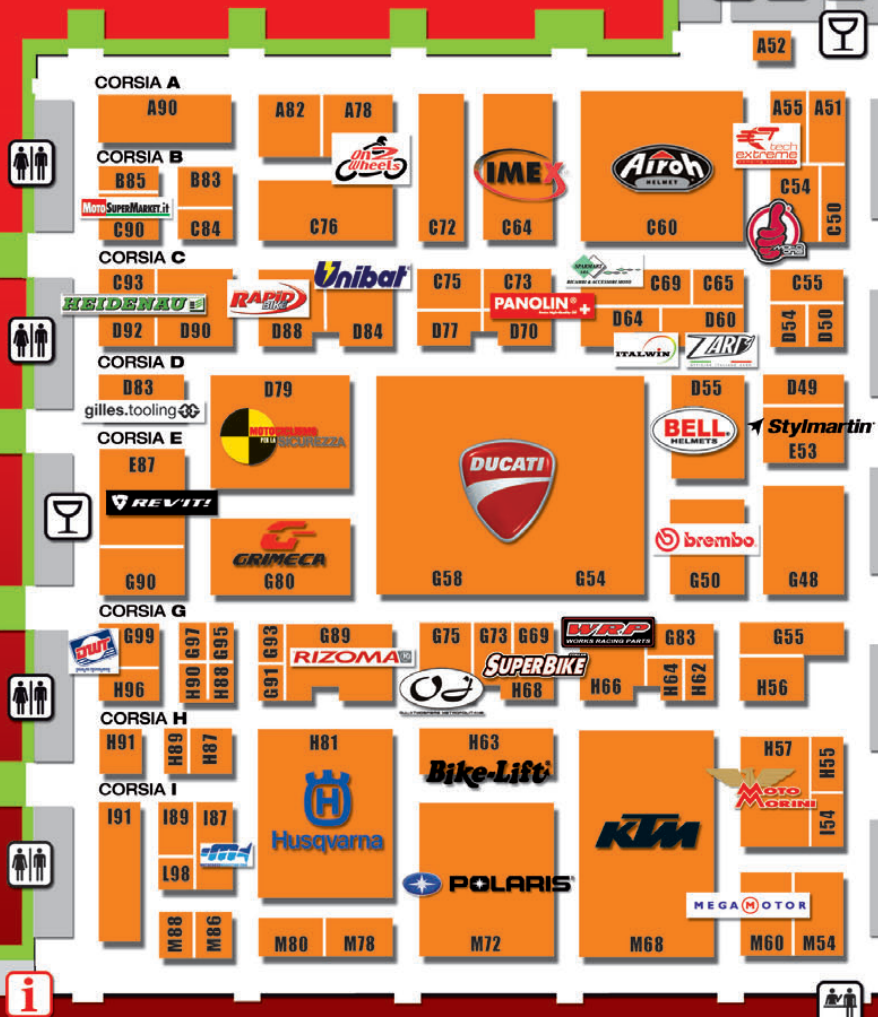 A52
CORSIA A
A90
A82
A78
A55
A51
On2Wheels
IMEX
Airoh
HELMET
tech
extreme
CORSIA B
B85
B83
MotoSuperMarket.it
C54
C50
C90
C84
C76
C72
C64
C60
CORSIA C
C93
Unibat
C75
C73
C69
C65
C55
HEIDENAU
RAPID
BIKE
PANOLIN®
D92
D90
D88
D84
D77
D70
D64
D60
D54
D50
ITALWIN
ZARD
CORSIA D
D83
D79
D55
D49
gilles.tooling
MOTOCICLISMO
PER LA SICUREZZA
DUCATI
BELL.
HELMETS
Stylmartin
CORSIA E
E87
E53
REV'IT!
GRIMECA
brembo
G90
G80
G58
G54
G50
G48
CORSIA G
G99
G97
G95
G93
G89
G75
G73
G69
WRP
WORKS RACING PARTS
G83
G55
DWT
RIZOMA
SUPERBIKE
OJ
H96
H90
H88
G91
H68
H66
H64
H62
H56
CORSIA H
H91
H89
H87
H81
H63
H57
H55
Bike-Lift
MOTO
MORINI
CORSIA I
I91
I89
I87
I54
H
Husqvarna
KTM
L98
POLARIS
MEGAMOTOR
M88
M86
M80
M78
M72
M68
M60
M54
i